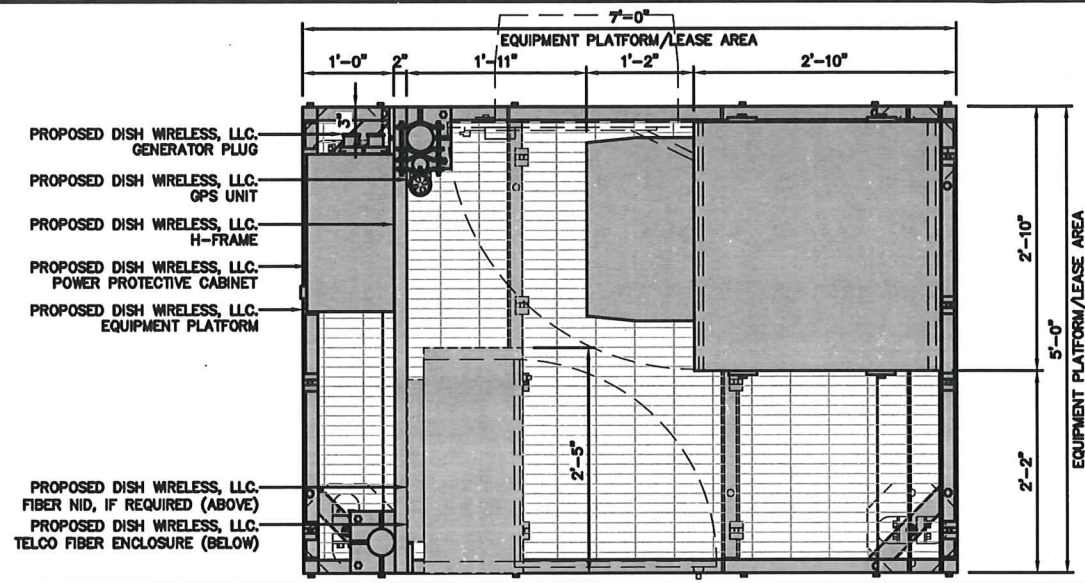 7'-0"
EQUIPMENT PLATFORM/LEASE AREA
1'-0"
2"
1'-11"
1'-2"
2'-10"
3"
PROPOSED DISH WIRELESS, LLC.
GENERATOR PLUG
PROPOSED DISH WIRELESS, LLC.
GPS UNIT
PROPOSED DISH WIRELESS, LLC.
H-FRAME
PROPOSED DISH WIRELESS, LLC.
POWER PROTECTIVE CABINET
PROPOSED DISH WIRELESS, LLC.
EQUIPMENT PLATFORM
PROPOSED DISH WIRELESS, LLC.
FIBER NID, IF REQUIRED (ABOVE)
PROPOSED DISH WIRELESS, LLC.
TELCO FIBER ENCLOSURE (BELOW)
2'-5"
2'-10"
2'-2"
5'-0"
EQUIPMENT PLATFORM/LEASE AREA